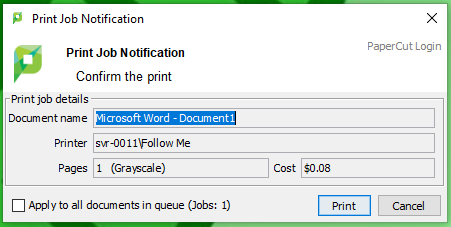 Print Job Notification
PaperCut Login
Print Job Notification
Confirm the print
Print job details
Document name Microsoft Word - Document1
Printer svr-0011\Follow Me
Pages 1 (Grayscale) Cost $0.08
Apply to all documents in queue (Jobs: 1) Print Cancel